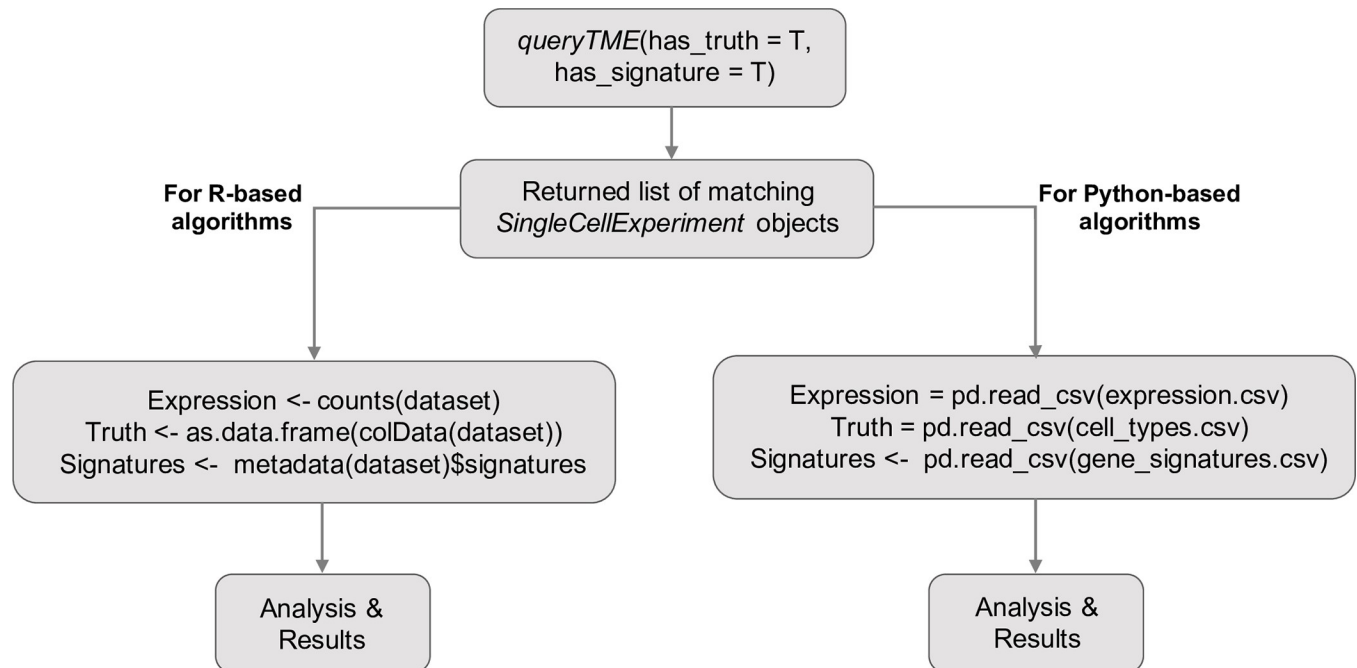 queryTME(has_truth = T,
has_signature = T)
Returned list of matching
SingleCellExperiment objects
For R-based
algorithms
For Python-based
algorithms
Expression <- counts(dataset)
Truth <- as.data.frame(colData(dataset))
Signatures <- metadata(dataset)$signatures
Expression = pd.read_csv(expression.csv)
Truth = pd.read_csv(cell_types.csv)
Signatures <- pd.read_csv(gene_signatures.csv)
Analysis &
Results
Analysis &
Results